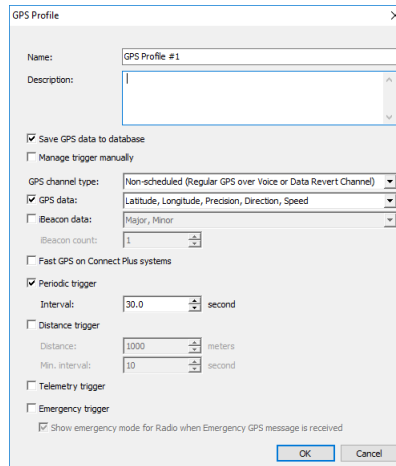 GPS Profile
Name: GPS Profile #1
Description:
Save GPS data to database
Manage trigger manually
GPS channel type: Non-scheduled (Regular GPS over Voice or Data Revert Channel)
GPS data: Latitude, Longitude, Precision, Direction, Speed
iBeacon data: Major, Minor
iBeacon count: 1
Fast GPS on Connect Plus systems
Periodic trigger
Interval: 30.0 second
Distance trigger
Distance: 1000 meters
Min. interval: 10 second
Telemetry trigger
Emergency trigger
Show emergency mode for Radio when Emergency GPS message is received
OK Cancel